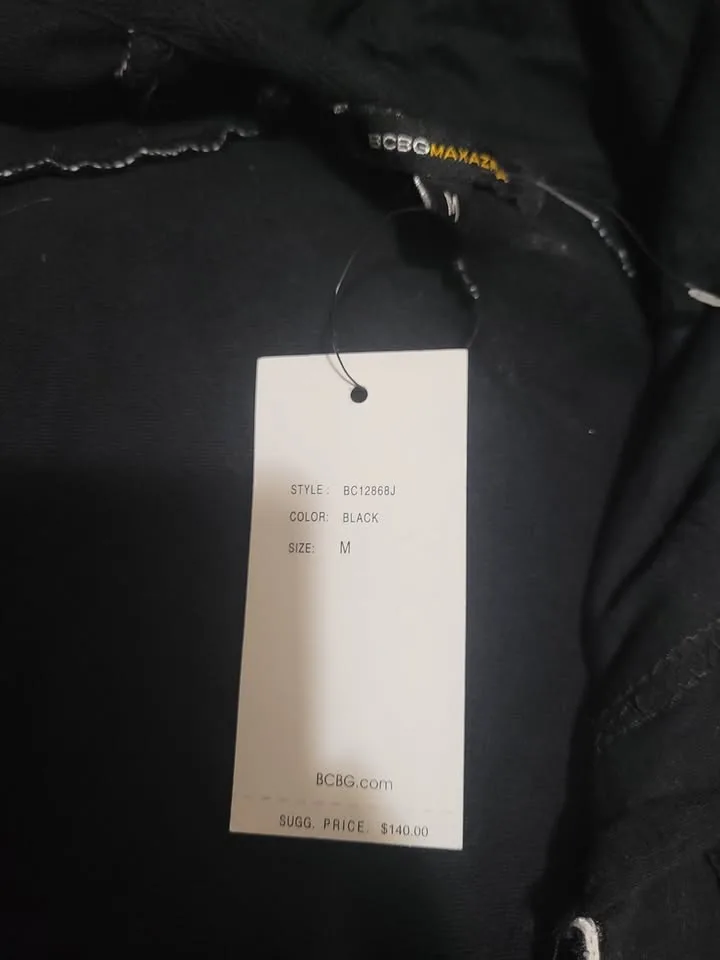 BCBGMAXAZRIA
M
STYLE: BC12868J
COLOR: BLACK
SIZE: M
BCBG.com
SUGG. PRICE. $140.00